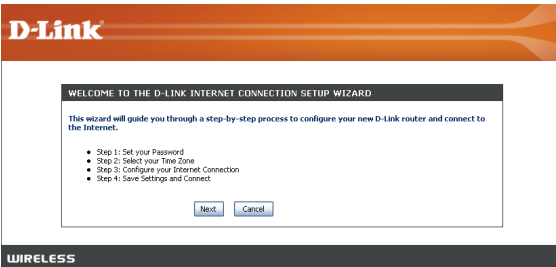 D-Link
WELCOME TO THE D-LINK INTERNET CONNECTION SETUP WIZARD
This wizard will guide you through a step-by-step process to configure your new D-Link router and connect to
the Internet.
• Step 1: Set your Password
• Step 2: Select your Time Zone
• Step 3: Configure your Internet Connection
• Step 4: Save Settings and Connect
Next Cancel
WIRELESS